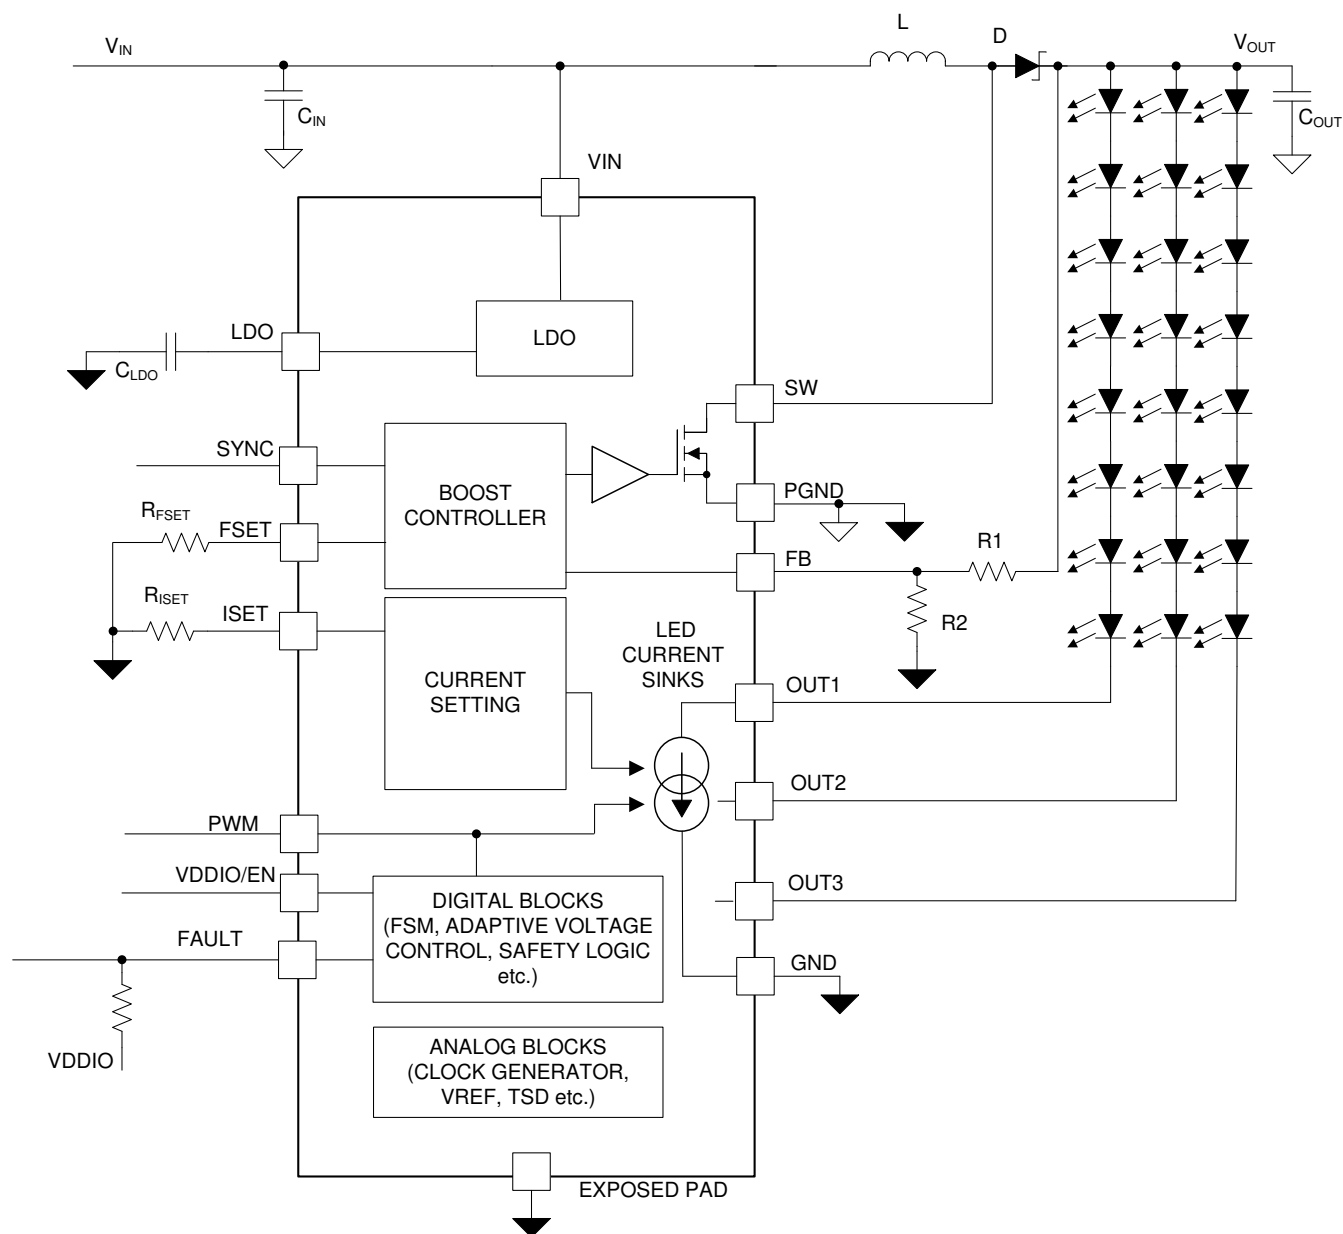 L
D
VIN
VOUT
CIN
COUT
VIN
LDO
LDO
CLDO
SW
SYNC
BOOST
CONTROLLER
PGND
RFSET
FSET
R1
FB
RISET
ISET
R2
LED
CURRENT
SINKS
CURRENT
SETTING
OUT1
OUT2
PWM
VDDIO/EN
OUT3
DIGITAL BLOCKS
(FSM, ADAPTIVE VOLTAGE
CONTROL, SAFETY LOGIC
etc.)
FAULT
GND
VDDIO
ANALOG BLOCKS
(CLOCK GENERATOR,
VREF, TSD etc.)
EXPOSED PAD